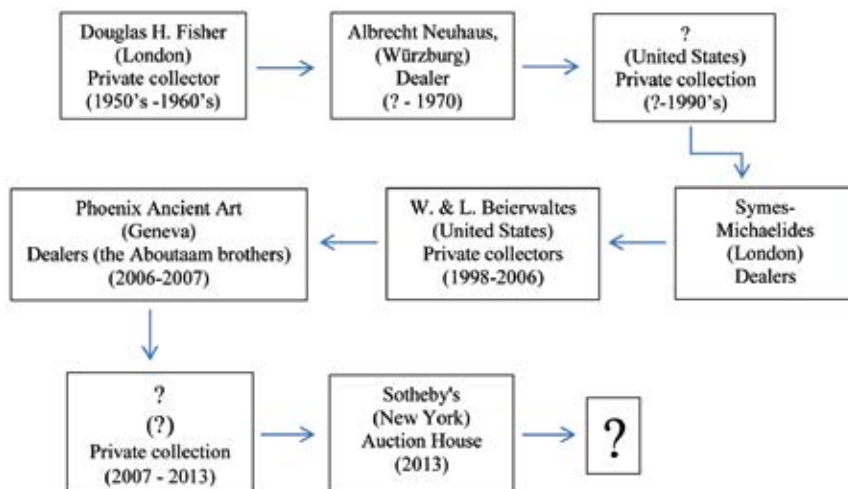 Douglas H. Fisher
(London)
Private collector
(1950's -1960's)
Albrecht Neuhaus,
(Würzburg)
Dealer
(? - 1970)
?
(United States)
Private collection
(?-1990's)
Phoenix Ancient Art
(Geneva)
Dealers (the Aboutaam brothers)
(2006-2007)
W. & L. Beierwaltes
(United States)
Private collectors
(1998-2006)
Symes-
Michaelides
(London)
Dealers
?
(?)
Private collection
(2007 - 2013)
Sotheby's
(New York)
Auction House
(2013)
?